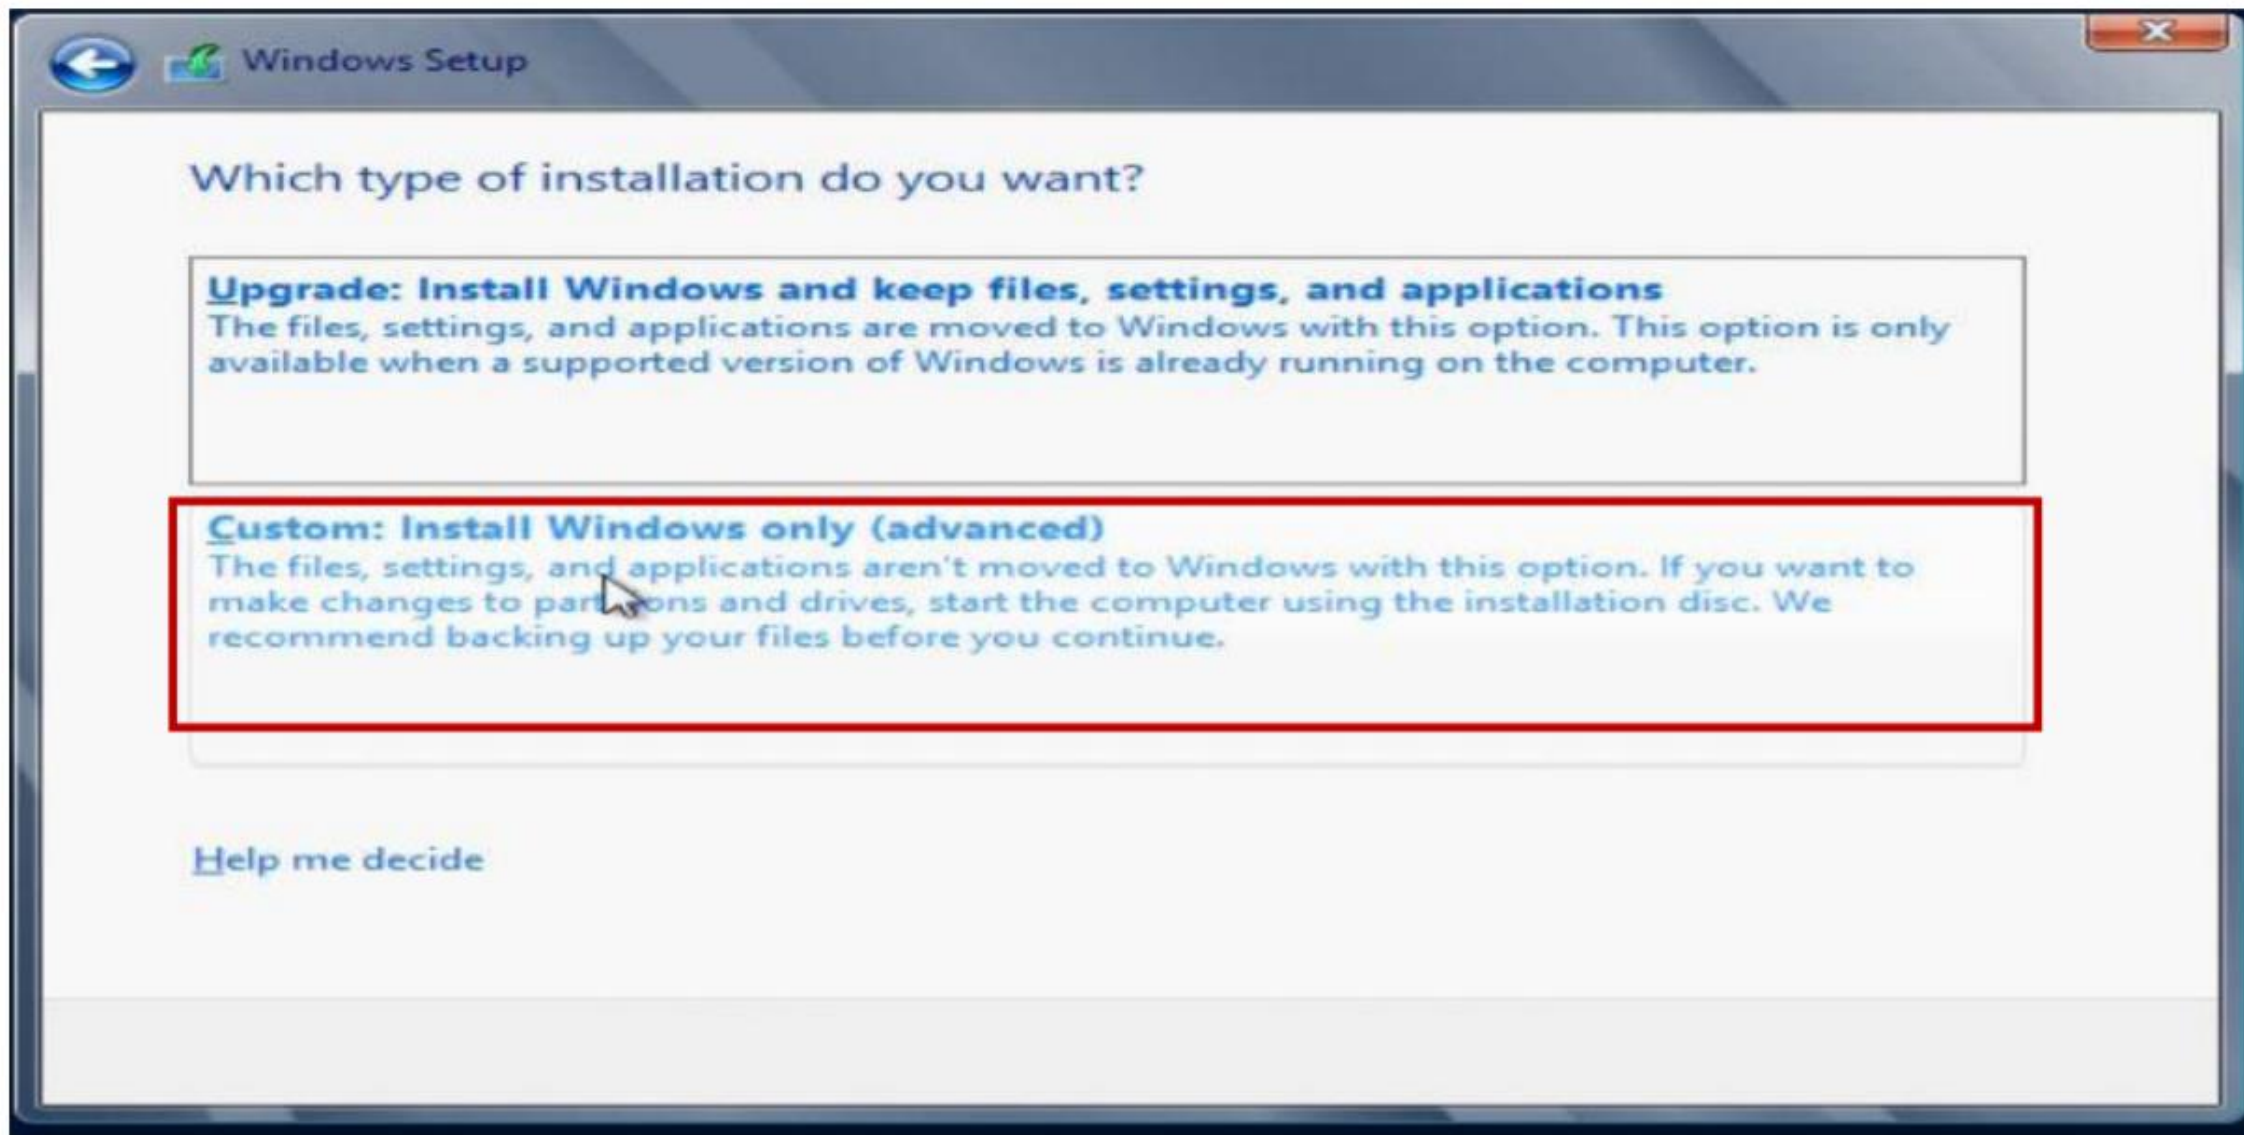 Windows Setup
Which type of installation do you want?
Upgrade: Install Windows and keep files, settings, and applications
The files, settings, and applications are moved to Windows with this option. This option is only
available when a supported version of Windows is already running on the computer.
Custom: Install Windows only (advanced)
The files, settings, and applications aren't moved to Windows with this option. If you want to
make changes to partitions and drives, start the computer using the installation disc. We
recommend backing up your files before you continue.
Help me decide